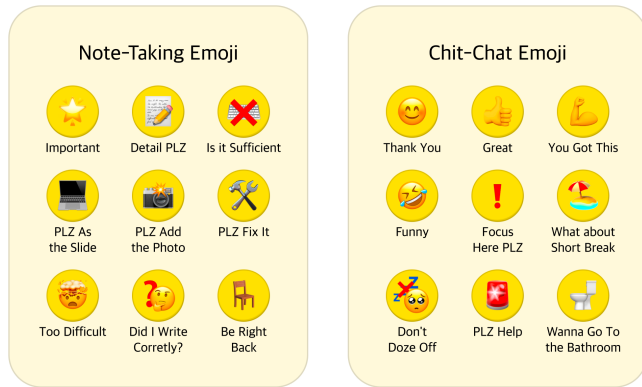 Note-Taking Emoji
Important
Detail PLZ
Is it Sufficient
PLZ As
the Slide
PLZ Add
the Photo
PLZ Fix It
Too Difficult
Did I Write
Corretly?
Be Right
Back
Chit-Chat Emoji
Thank You
Great
You Got This
Funny
Focus
Here PLZ
What about
Short Break
Don't
Doze Off
PLZ Help
Wanna Go To
the Bathroom